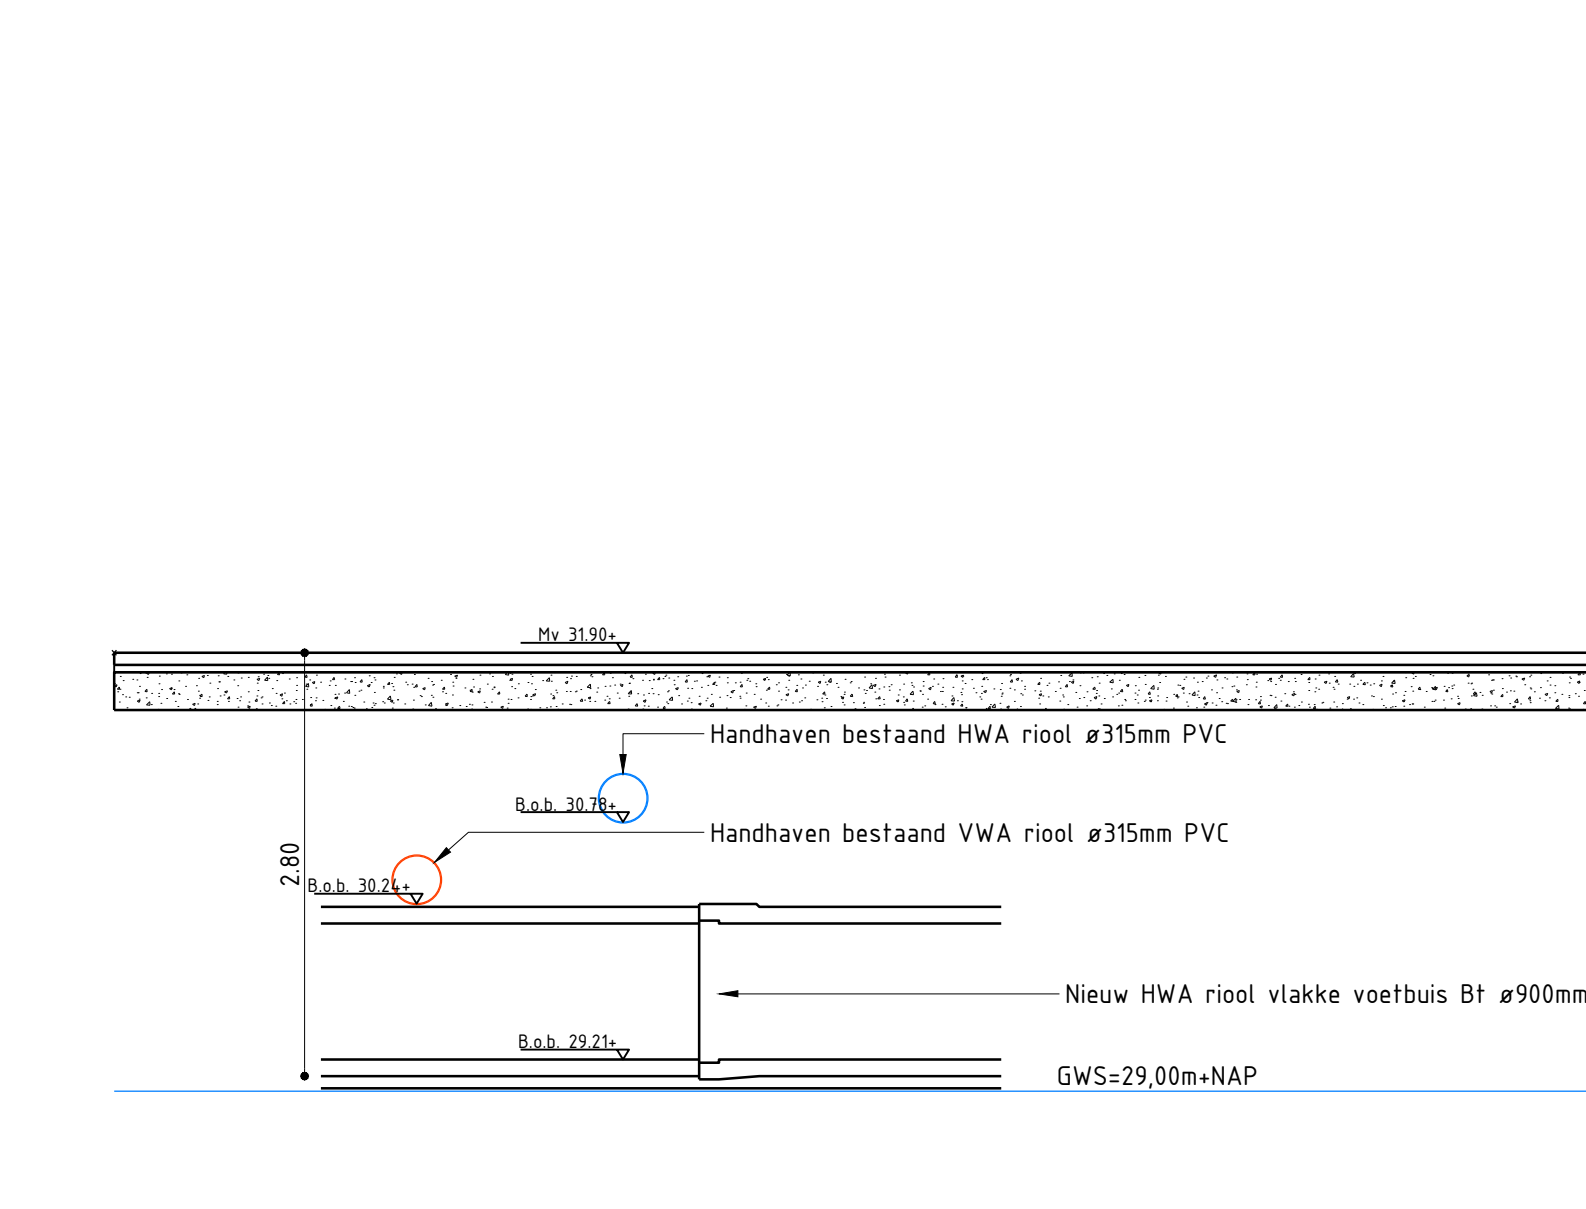 Mv 31.90+
Handhaven bestaand HWA riool ø315mm PVC
B.o.b. 30.78+
Handhaven bestaand VWA riool ø315mm PVC
2.80
B.o.b. 30.24+
Nieuw HWA riool vlakke voetbuis Bt ø900mm
B.o.b. 29.21+
GWS=29,00m+NAP